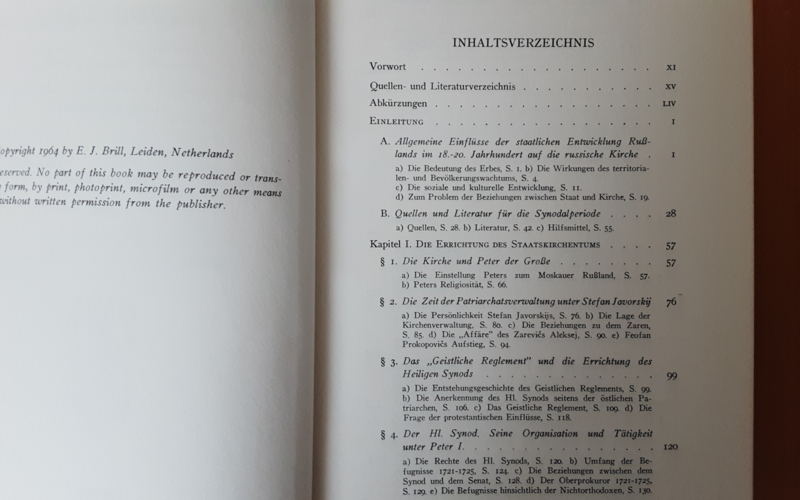 opyright 1964 by E. J. Brill, Leiden, Netherlands
eserved. No part of this book may be reproduced or trans-
form, by print, photoprint, microfilm or any other means
without written permission from the publisher.
INHALTSVERZEICHNIS
Vorwort . . . . . . . . . . . . . . . . . . . XI
Quellen- und Literaturverzeichnis . . . . . . . . . . XV
Abkürzungen . . . . . . . . . . . . . . . . . . LIV
EINLEITUNG . . . . . . . . . . . . . . . . . . 1
A. Allgemeine Einflüsse der staatlichen Entwicklung Ruß-
lands im 18.-20. Jahrhundert auf die russische Kirche . 1
a) Die Bedeutung des Erbes, S. 1. b) Die Wirkungen des territoria-
len- und Bevölkerungswachtums, S. 4.
c) Die soziale und kulturelle Entwicklung, S. 11.
d) Zum Problem der Beziehungen zwischen Staat und Kirche, S. 19.
B. Quellen und Literatur für die Synodalperiode . . . . 28
a) Quellen, S. 28. b) Literatur, S. 42. c) Hilfsmittel, S. 55.
Kapitel I. DIE ERRICHTUNG DES STAATSKIRCHENTUMS . . . . 57
§ 1. Die Kirche und Peter der Große . . . . . . . . 57
a) Die Einstellung Peters zum Moskauer Rußland, S. 57.
b) Peters Religiosität, S. 66.
§ 2. Die Zeit der Patriarchatsverwaltung unter Stefan Javorskij 76
a) Die Persönlichkeit Stefan Javorskijs, S. 76. b) Die Lage der
Kirchenverwaltung, S. 80. c) Die Beziehungen zu dem Zaren,
S. 85. d) Die „Affäre" des Zarevičs Aleksej, S. 90. e) Feofan
Prokopovičs Aufstieg, S. 94.
§ 3. Das „Geistliche Reglement" und die Errichtung des
Heiligen Synods . . . . . . . . . . . . . . 99
a) Die Entstehungsgeschichte des Geistlichen Reglements, S. 99.
b) Die Anerkennung des Hl. Synods seitens der östlichen Pa-
triarchen, S. 106. c) Das Geistliche Reglement, S. 109. d) Die
Frage der protestantischen Einflüsse, S. 118.
§ 4. Der Hl. Synod. Seine Organisation und Tätigkeit
unter Peter I. . . . . . . . . . . . . . . . 120
a) Die Rechte des Hl. Synods, S. 120. b) Umfang der Be-
fugnisse 1721-1725, S. 124. c) Die Beziehungen zwischen dem
Synod und dem Senat, S. 128. d) Der Oberprokuror 1721-1725,
S. 129. e) Die Befugnisse hinsichtlich der Nichtorthodoxen, S. 130.